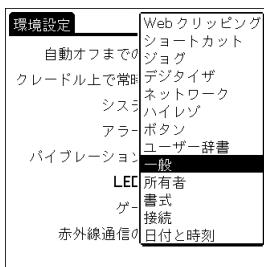 環境設定
自動オフまでの
クレードル上で常時
システ
アラー
バイブレーション
LED
ゲー
赤外線通信の
Webクリッピング
ショートカット
ジョグ
デジタイザ
ネットワーク
ハイレゾ
ボタン
ユーザー辞書
一般
所有者
書式
接続
日付と時刻